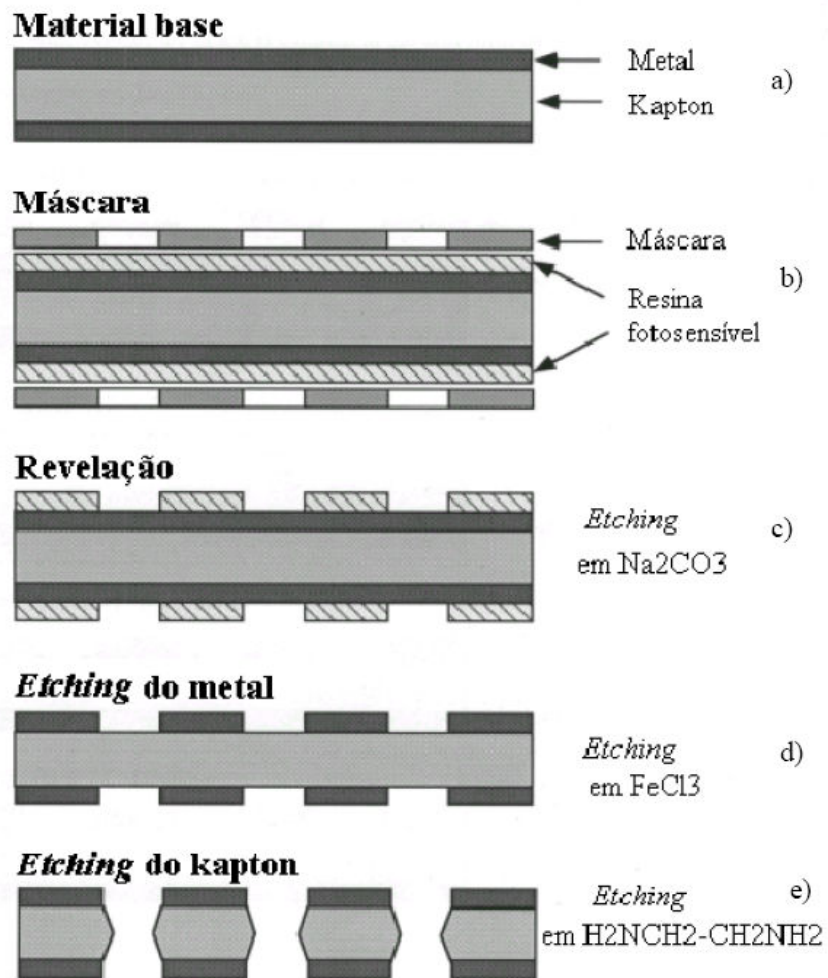 Material base
Metal
a)
Kapton
Máscara
Máscara
b)
Resina
fotosensível
Revelação
Etching
c)
em Na2CO3
Etching do metal
Etching
d)
em FeCl3
Etching do kapton
Etching
e)
em H2NCH2-CH2NH2